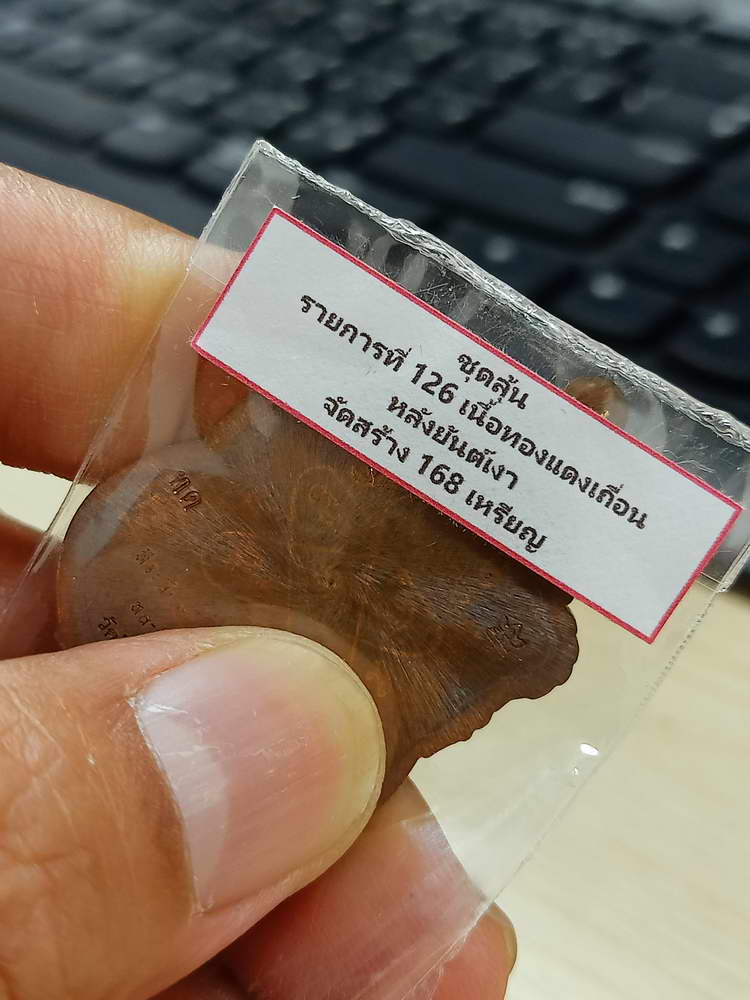 ชุดลุ้น
รายการที่ 126 เนื้อทองแดงเถื่อน
หลังยันต์เงา
จัดสร้าง 168 เหรียญ